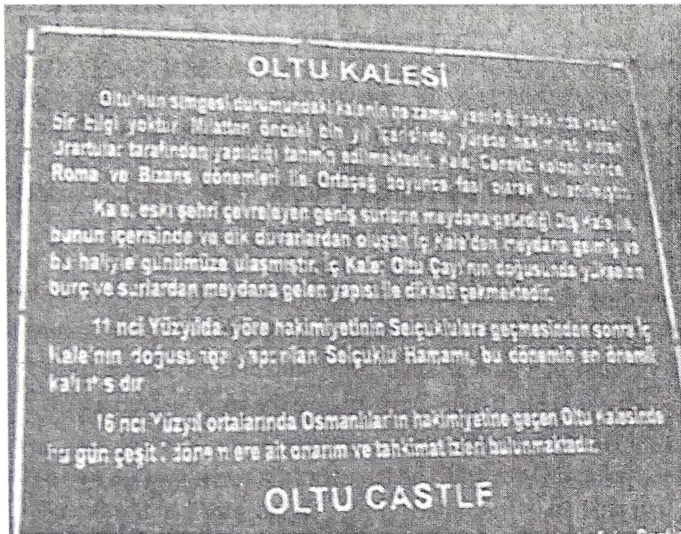 OLTU KALESİ
Oltu'nun simgesi durumundaki kalenin ne zaman yapıldığı hakkında kesin
bir bilgi yoktur. Milattan önceki bin yıl içerisinde, yörede hakimiyet kuran
Urartular tarafından yapıldığı tahmin edilmektedir. Kale, Ceneviz kolonisince
Roma ve Bizans dönemleri ile Ortaçağ boyunca faal olarak kullanılmıştır.
Kale, eski şehri çevreleyen geniş surların meydana getirdiği Dış Kale ile,
bunun içerisinde ve dik duvarlardan oluşan İç Kale'den meydana gelmiş ve
bu haliyle günümüze ulaşmıştır. İç Kale: Oltu Çayı'nın doğusunda yükselen
burç ve surlardan meydana gelen yapısı ile dikkati çekmektedir.
11 nci Yüzyılda, yöre hakimiyetinin Selçuklulara geçmesinden sonra İç
Kale'nin doğusunda yaptırılan Selçuklu Hamamı, bu dönemin en önemli
kalıntısıdır
16 ncı Yüzyıl ortalarında Osmanlılar'ın hakimiyetine geçen Oltu Kalesinde
bu gün çeşitli dönemlere ait onarım ve tahkimat izleri bulunmaktadır.
OLTU CASTLE